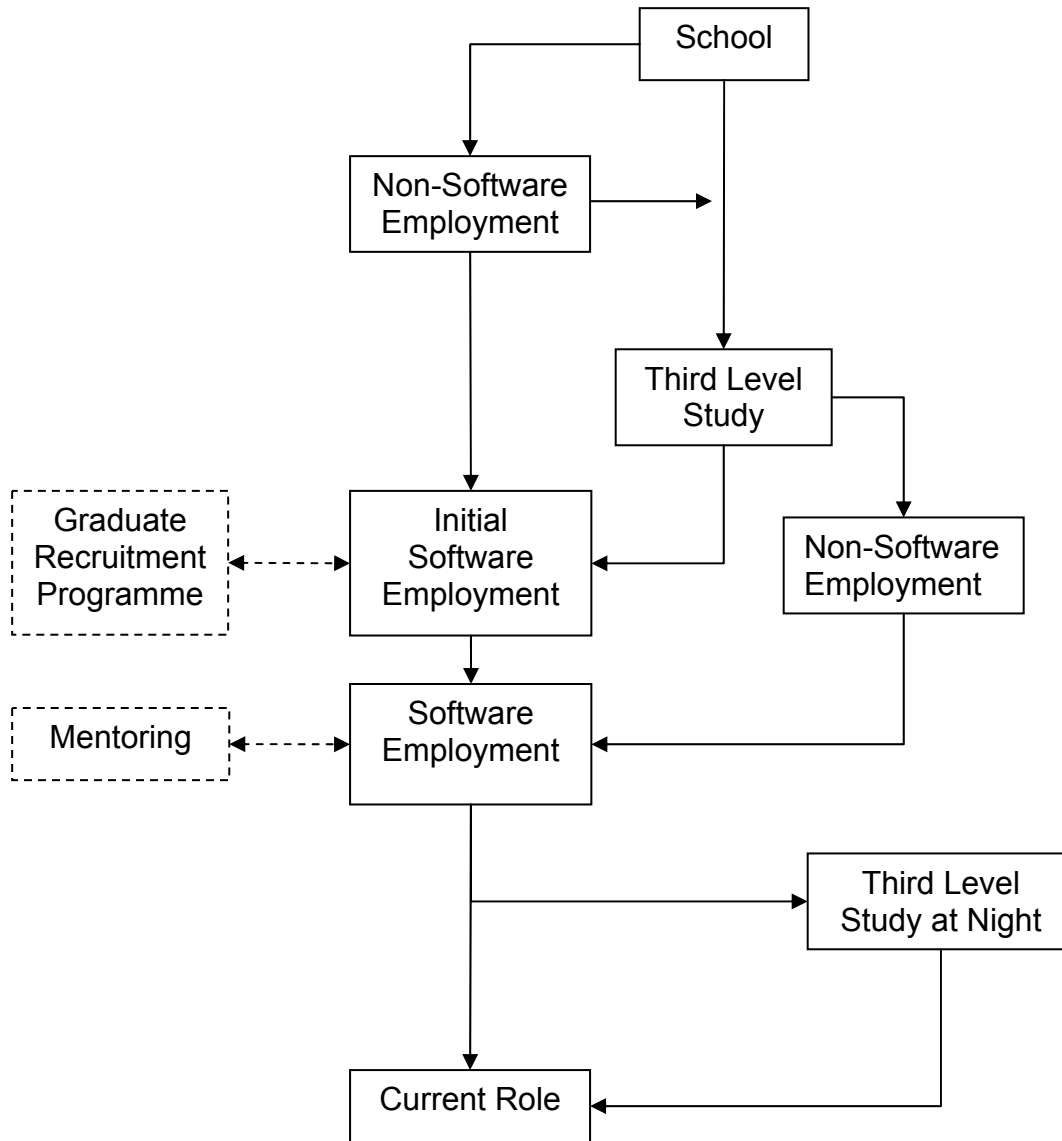 School
Non-Software
Employment
Third Level
Study
Graduate
Recruitment
Programme
Initial
Software
Employment
Non-Software
Employment
Mentoring
Software
Employment
Third Level
Study at Night
Current Role